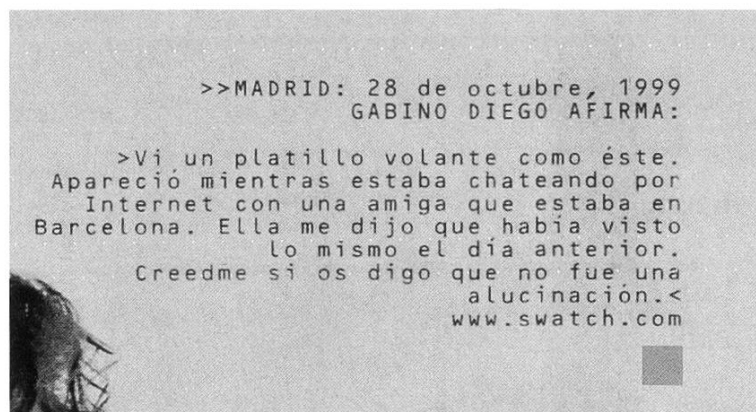 >>MADRID: 28 de octubre, 1999
GABINO DIEGO AFIRMA:
>Vi un platillo volante como éste.
Apareció mientras estaba chateando por
Internet con una amiga que estaba en
Barcelona. Ella me dijo que había visto
lo mismo el día anterior.
Creedme si os digo que no fue una
alucinación.<
www.swatch.com